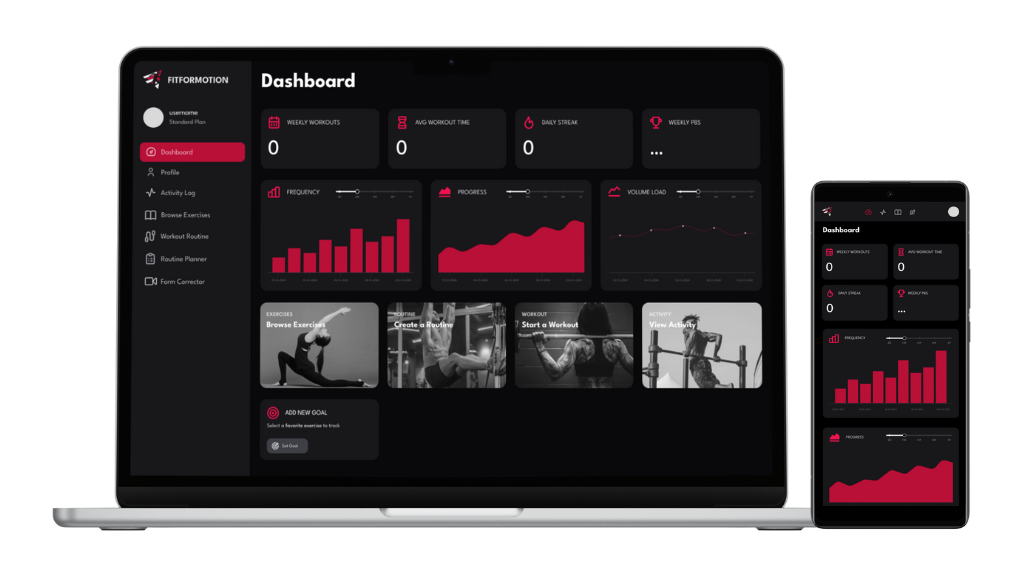 FITFORMOTION
username
Standard Plan
Dashboard
Profile
Activity Log
Browse Exercises
Workout Routine
Routine Planner
Form Corrector
Dashboard
WEEKLY WORKOUTS
0
AVG WORKOUT TIME
0
DAILY STREAK
0
WEEKLY PBS
...
FREQUENCY
PROGRESS
VOLUME LOAD
EXERCISES
Browse Exercises
ROUTINE
Create a Routine
WORKOUT
Start a Workout
ACTIVITY
View Activity
ADD NEW GOAL
Select a favorite exercise to track
Set Goal
Dashboard
WEEKLY WORKOUTS
0
AVG WORKOUT TIME
0
DAILY STREAK
0
WEEKLY PBS
...
FREQUENCY
PROGRESS